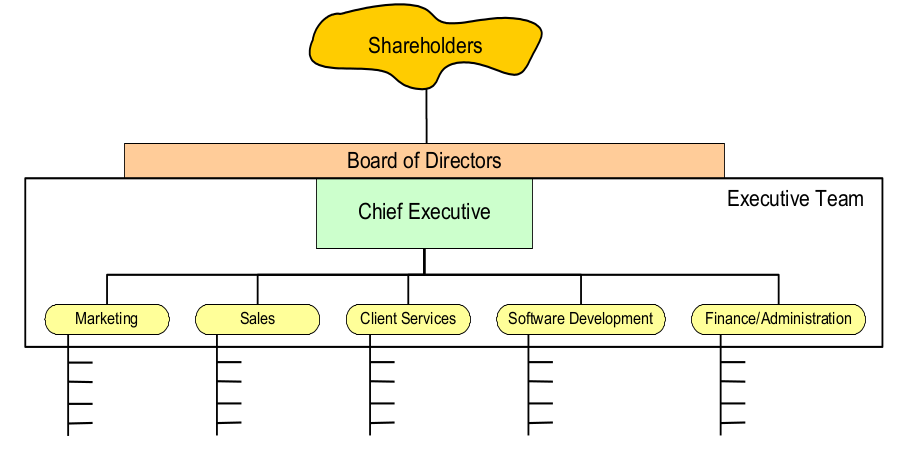 Shareholders
Board of Directors
Executive Team
Chief Executive
Marketing
Sales
Client Services
Software Development
Finance/Administration